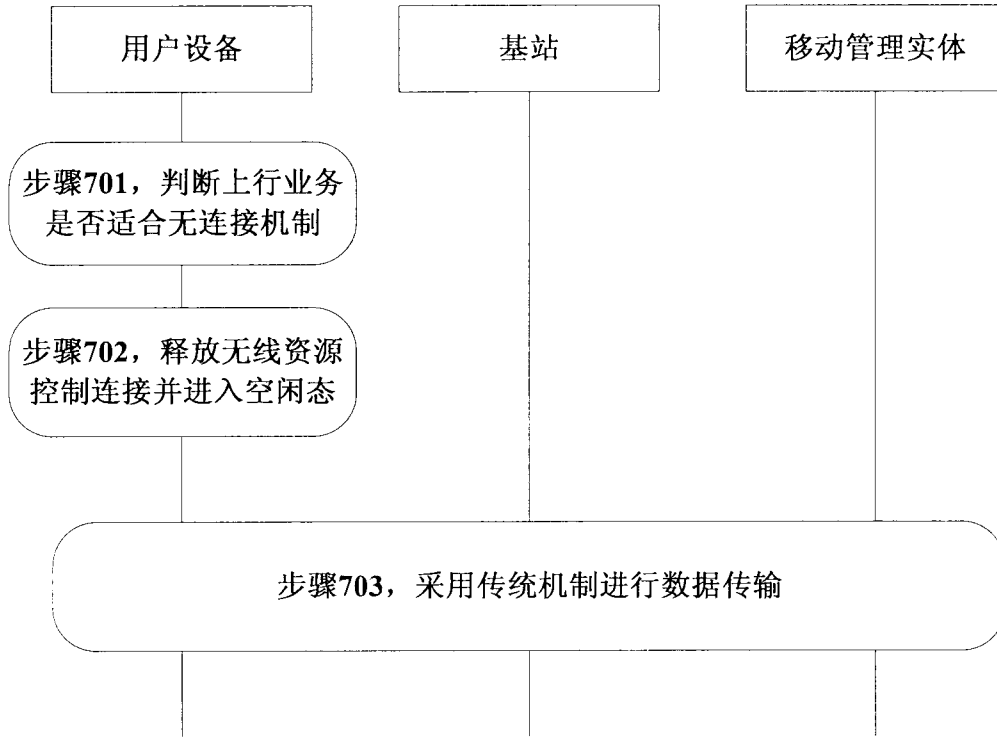 用户设备
基站
移动管理实体
步骤701，判断上行业务
是否适合无连接机制
步骤702，释放无线资源
控制连接并进入空闲态
步骤703，采用传统机制进行数据传输